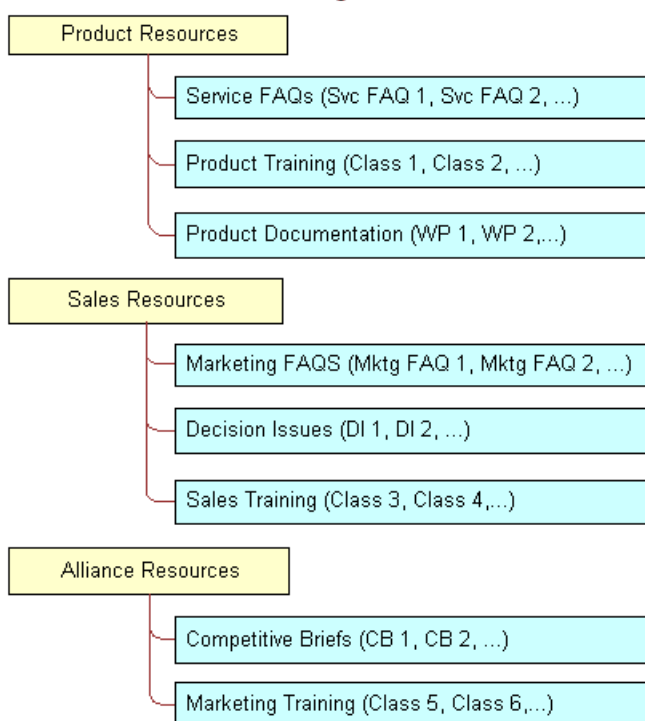 Product Resources
Service FAQs (Svc FAQ 1, Svc FAQ 2, ...)
Product Training (Class 1, Class 2, ...)
Product Documentation (WP 1, WP 2,...)
Sales Resources
Marketing FAQS (Mktg FAQ 1, Mktg FAQ 2, ...)
Decision Issues (DI 1, DI 2, ...)
Sales Training (Class 3, Class 4,...)
Alliance Resources
Competitive Briefs (CB 1, CB 2, ...)
Marketing Training (Class 5, Class 6,...)